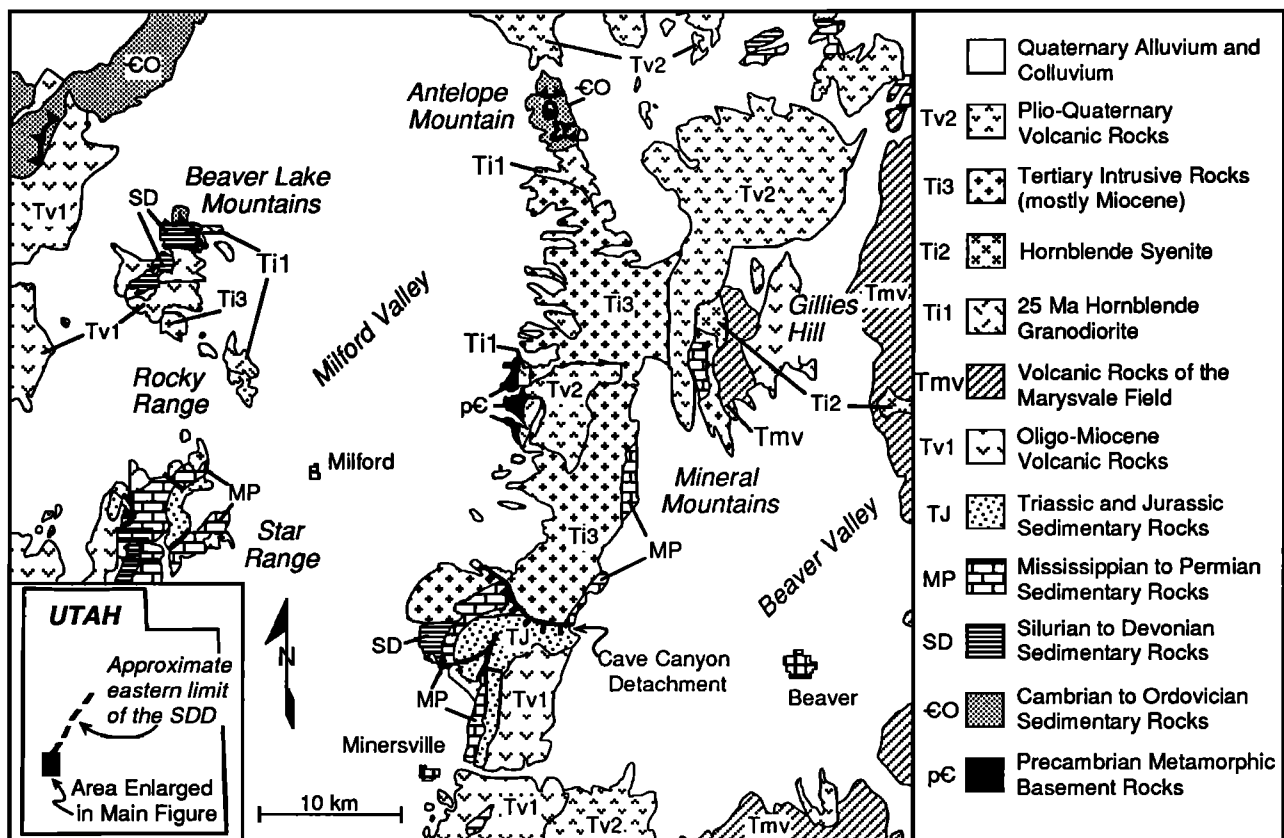 ЄO
Tv2
ЄO
Antelope
Mountain
Ti1
Beaver Lake
Mountains
SD
Tv1
Tv2
Ti1
Ti3
Tv1
Milford Valley
Ti3
Gillies
Hill
Tmv
Ti1
Rocky
Range
Tv2
pЄ
Ti2
Tmv
Milford
MP
Star
Range
Mineral
Mountains
Ti3
MP
Beaver Valley
UTAH
Approximate
eastern limit
of the SDD
Area Enlarged
in Main Figure
N
SD
TJ
MP
Tv1
Cave Canyon
Detachment
Beaver
Minersville
10 km
Tv1
Tv2
Tmv
Quaternary Alluvium and
Colluvium
Tv2 Plio-Quaternary
Volcanic Rocks
Ti3 Tertiary Intrusive Rocks
(mostly Miocene)
Ti2 Hornblende Syenite
Ti1 25 Ma Hornblende
Granodiorite
Tmv Volcanic Rocks of the
Marysvale Field
Tv1 Oligo-Miocene
Volcanic Rocks
TJ Triassic and Jurassic
Sedimentary Rocks
MP Mississippian to Permian
Sedimentary Rocks
SD Silurian to Devonian
Sedimentary Rocks
ЄO Cambrian to Ordovician
Sedimentary Rocks
pЄ Precambrian Metamorphic
Basement Rocks